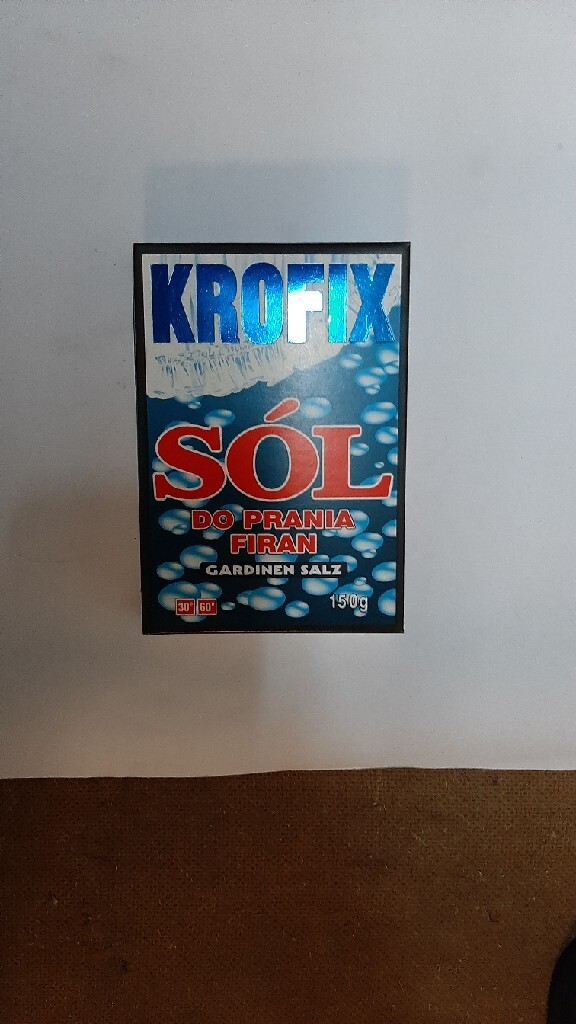 KROFIX
SÓL
DO PRANIA
FIRAN
GARDINEN SALZ
30° 60°
150g